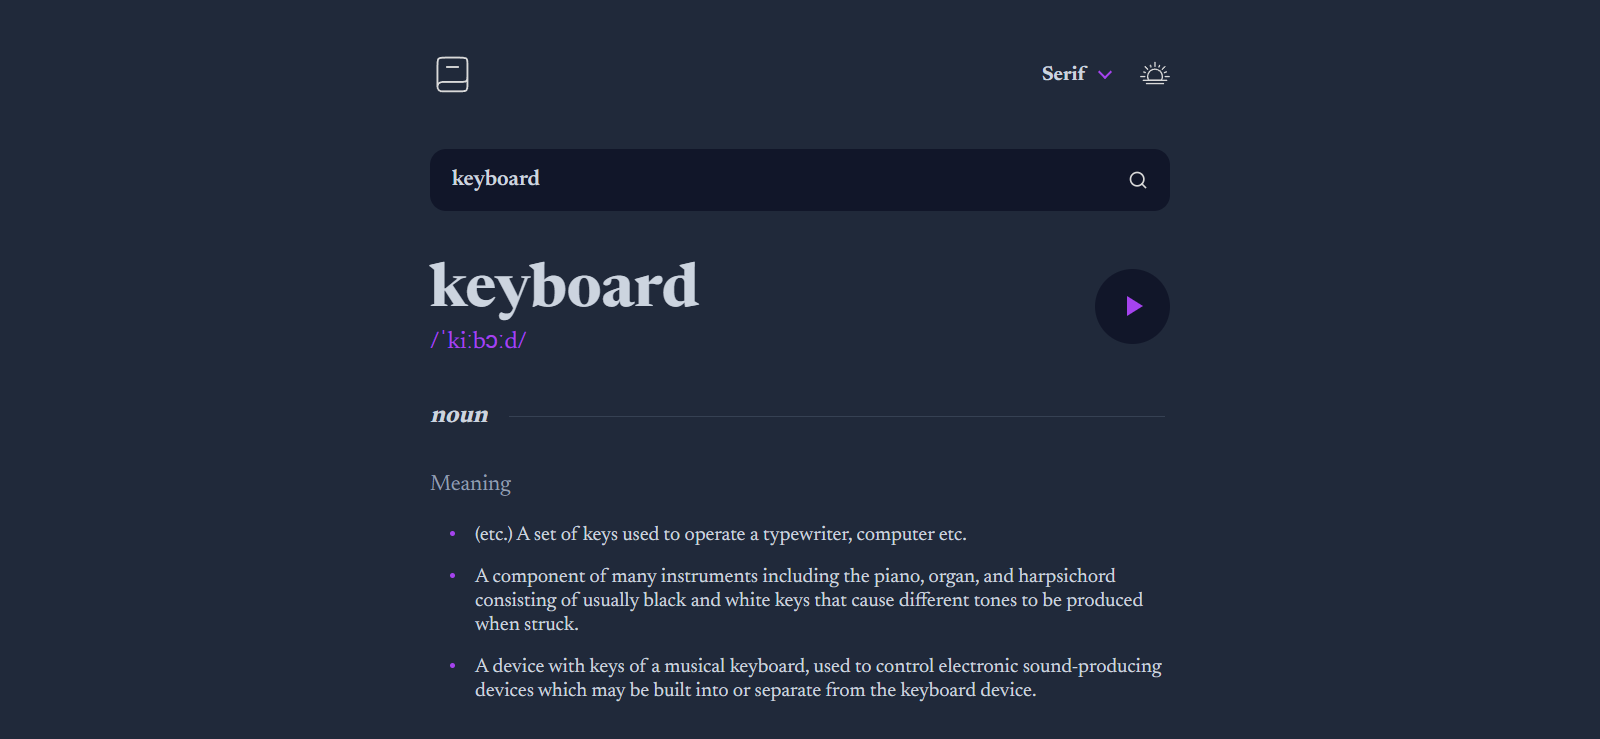 Serif
keyboard
keyboard
/ˈkiːbɔːd/
noun
Meaning
• (etc.) A set of keys used to operate a typewriter, computer etc.
• A component of many instruments including the piano, organ, and harpsichord
consisting of usually black and white keys that cause different tones to be produced
when struck.
• A device with keys of a musical keyboard, used to control electronic sound-producing
devices which may be built into or separate from the keyboard device.